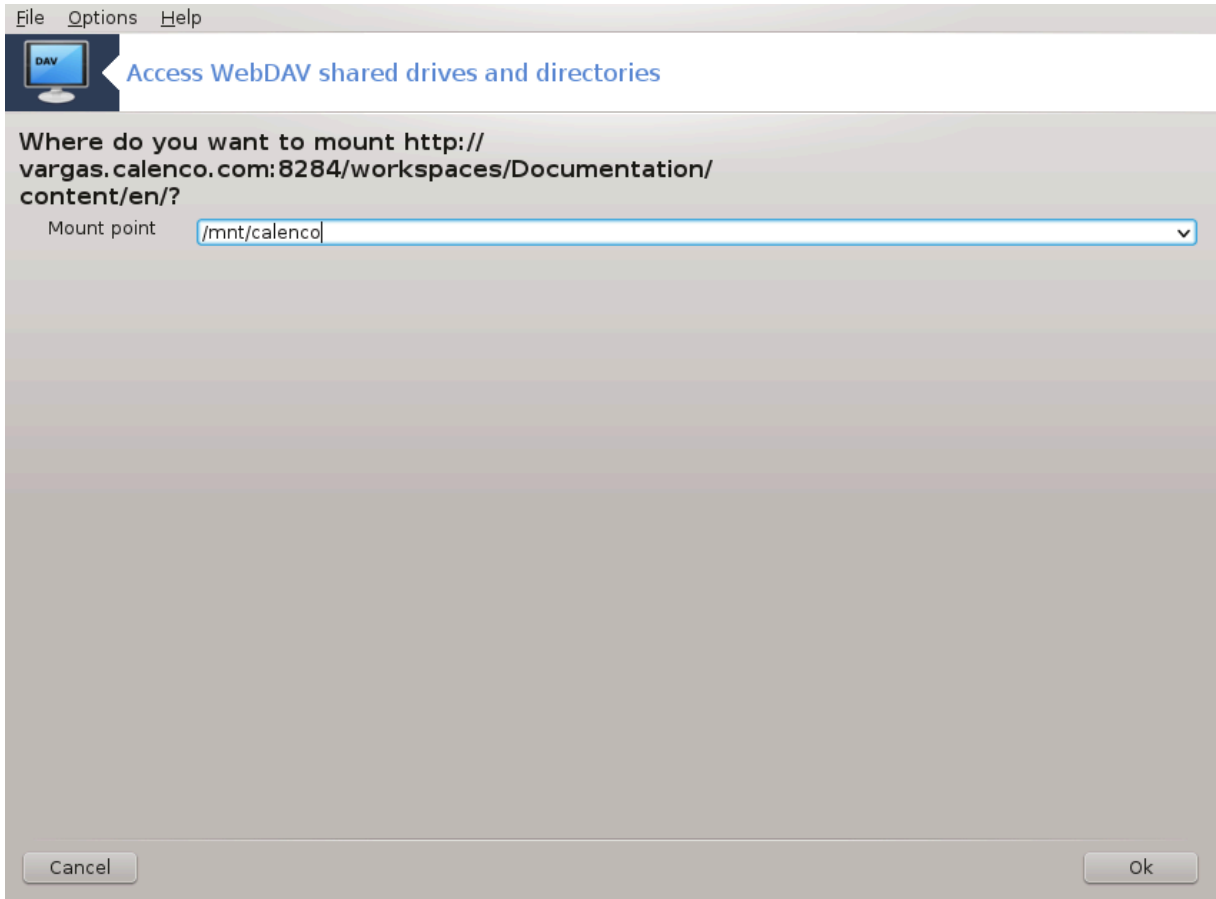 File Options Help
DAV
Access WebDAV shared drives and directories
Where do you want to mount http://
vargas.calenco.com:8284/workspaces/Documentation/
content/en/?
Mount point /mnt/calenco
Cancel Ok